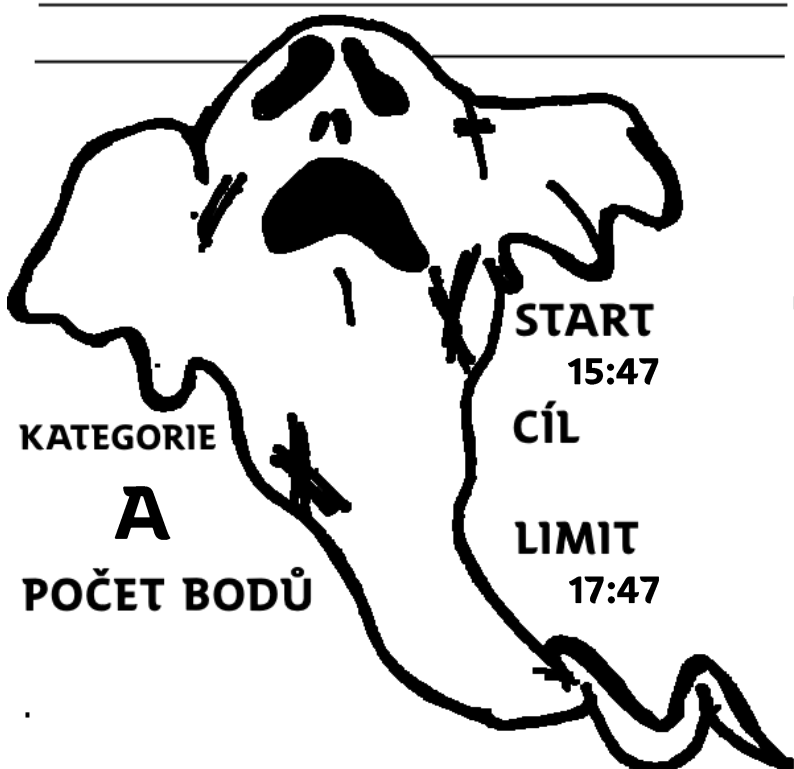 START
15:47
CÍL
KATEGORIE
A
LIMIT
17:47
POČET BODŮ